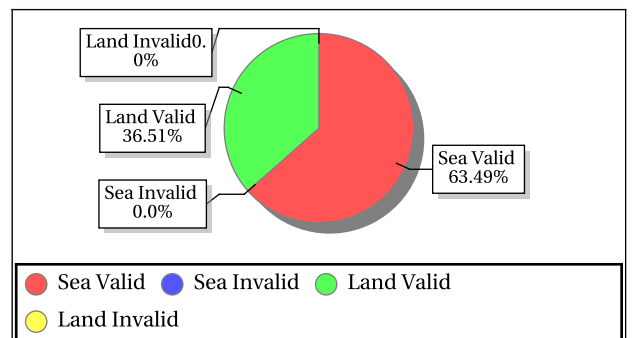 Land Invalid0.
0%
Land Valid
36.51%
Sea Valid
63.49%
Sea Invalid
0.0%
Sea Valid Sea Invalid Land Valid
Land Invalid